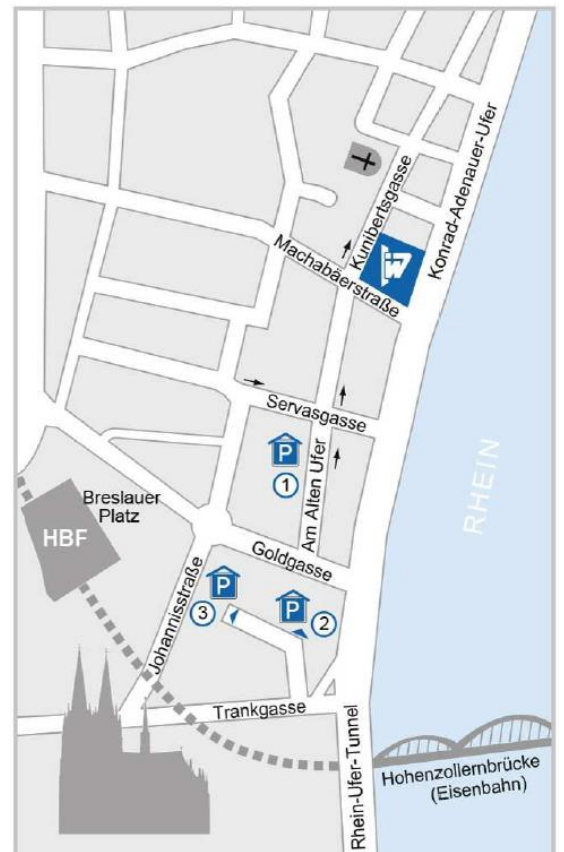 Konrad-Adenauer-Ufer
Kunibertsgasse
Machabäerstraße
iW
Servasgasse
RHEIN
P
1
Am Alten Ufer
Breslauer
Platz
HBF
Goldgasse
P
3
P
2
Johannisstraße
Trankgasse
Rhein-Ufer-Tunnel
Hohenzollernbrücke
(Eisenbahn)